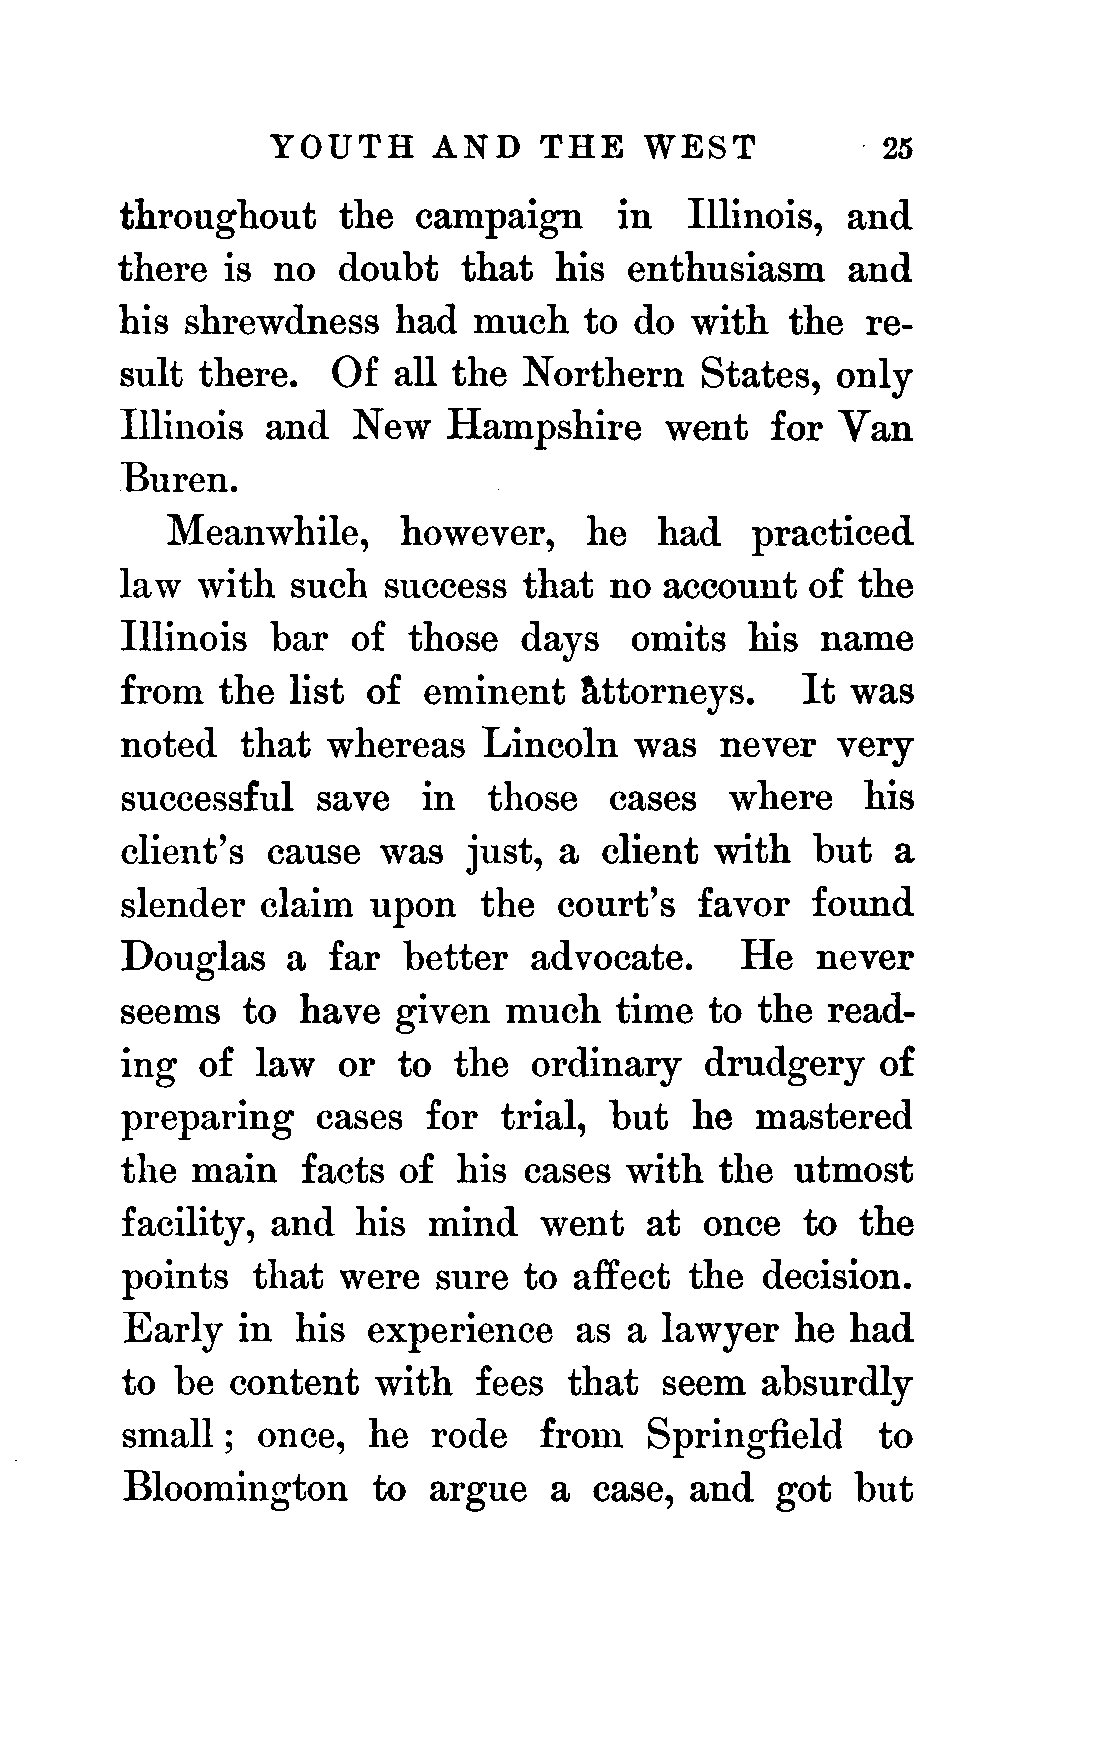 YOUTH AND THE WEST 25
throughout the campaign in Illinois, and
there is no doubt that his enthusiasm and
his shrewdness had much to do with the re-
sult there. Of all the Northern States, only
Illinois and New Hampshire went for Van
Buren.
Meanwhile, however, he had practiced
law with such success that no account of the
Illinois bar of those days omits his name
from the list of eminent attorneys. It was
noted that whereas Lincoln was never very
successful save in those cases where his
client's cause was just, a client with but a
slender claim upon the court's favor found
Douglas a far better advocate. He never
seems to have given much time to the read-
ing of law or to the ordinary drudgery of
preparing cases for trial, but he mastered
the main facts of his cases with the utmost
facility, and his mind went at once to the
points that were sure to affect the decision.
Early in his experience as a lawyer he had
to be content with fees that seem absurdly
small ; once, he rode from Springfield to
Bloomington to argue a case, and got but